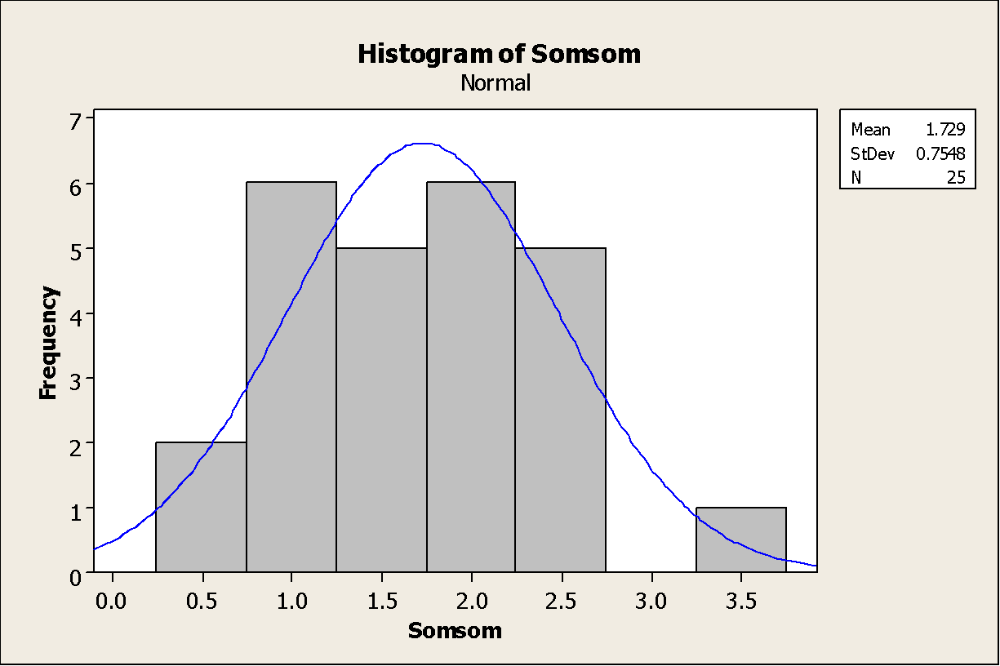 Histogram of Somsom
Normal
7
6
5
4
3
2
1
0
Frequency
0.0 0.5 1.0 1.5 2.0 2.5 3.0 3.5
Somsom
Mean 1.729
StDev 0.7548
N 25